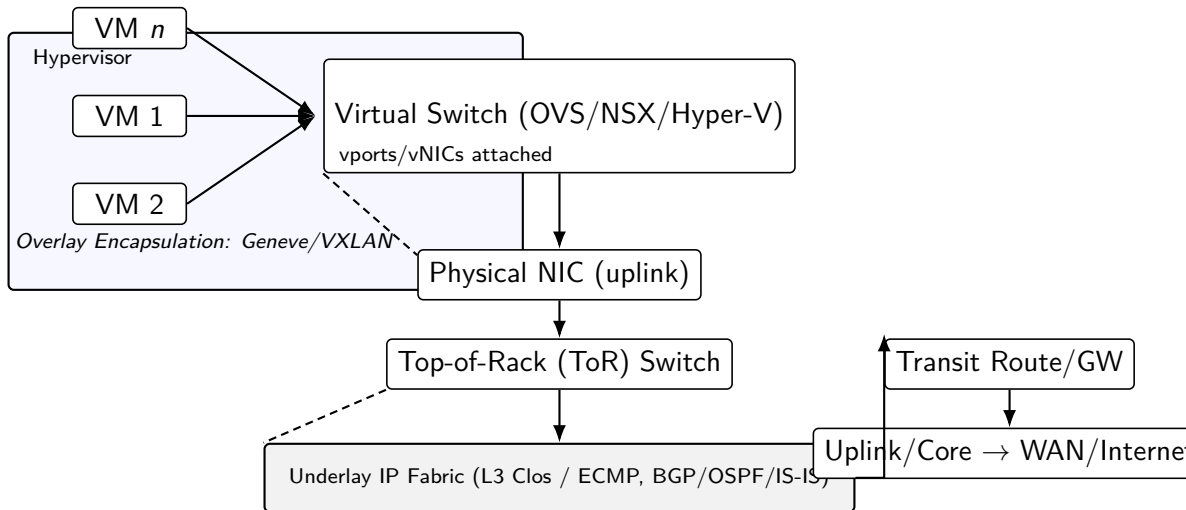 VM n
Hypervisor
VM 1
Virtual Switch (OVS/NSX/Hyper-V)
vports/vNICs attached
VM 2
Overlay Encapsulation: Geneve/VXLAN
Physical NIC (uplink)
Top-of-Rack (ToR) Switch
Transit Route/GW
Uplink/Core → WAN/Internet
Underlay IP Fabric (L3 Clos / ECMP, BGP/OSPF/IS-IS)